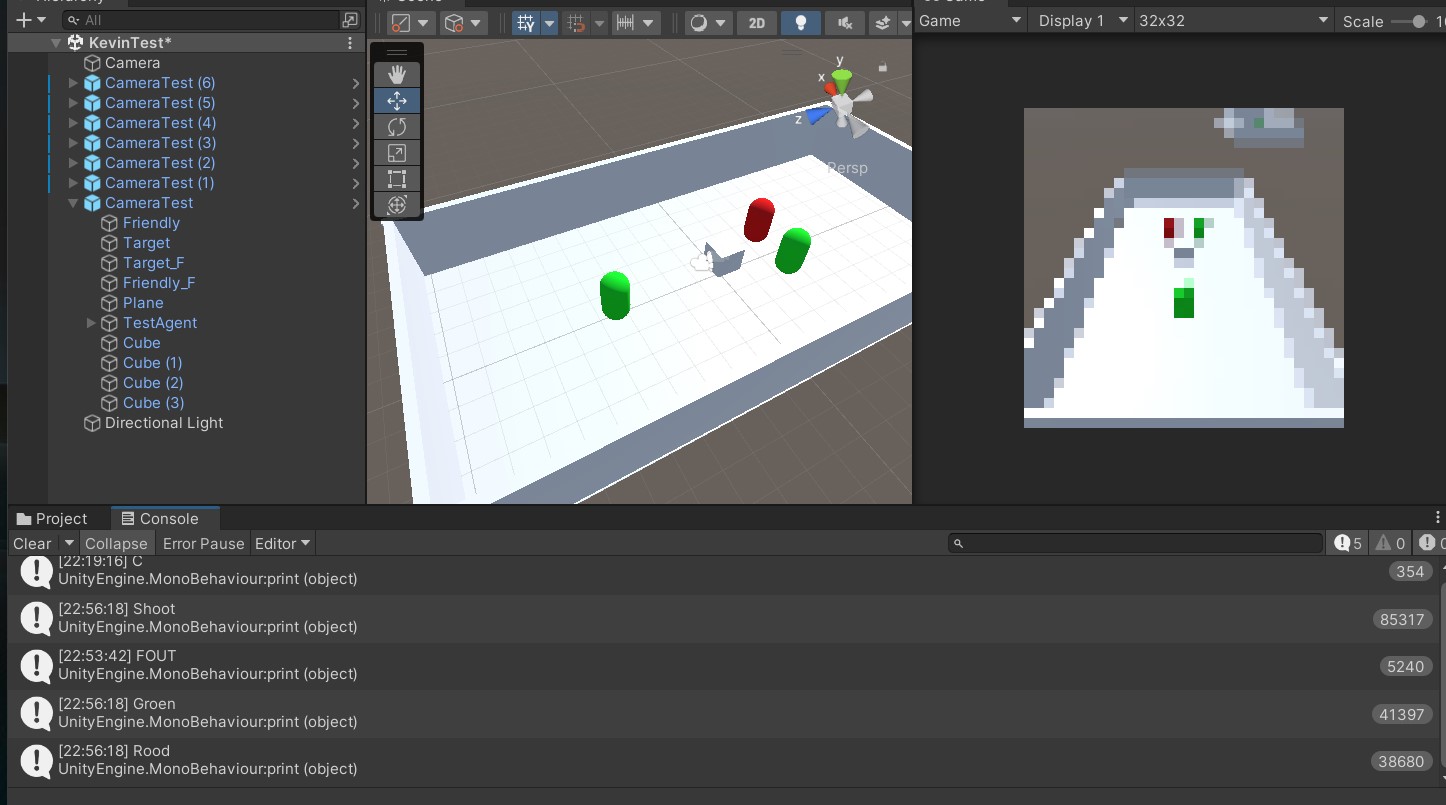 All
KevinTest*
Camera
CameraTest (6)
CameraTest (5)
CameraTest (4)
CameraTest (3)
CameraTest (2)
CameraTest (1)
CameraTest
Friendly
Target
Target_F
Friendly_F
Plane
TestAgent
Cube
Cube (1)
Cube (2)
Cube (3)
Directional Light
2D
y
x
z
Persp
Game
Display 1
32x32
Scale
Project
Console
Clear
Collapse
Error Pause
Editor
5
0
[22:19:16] C
UnityEngine.MonoBehaviour:print (object)
354
[22:56:18] Shoot
UnityEngine.MonoBehaviour:print (object)
85317
[22:53:42] FOUT
UnityEngine.MonoBehaviour:print (object)
5240
[22:56:18] Groen
UnityEngine.MonoBehaviour:print (object)
41397
[22:56:18] Rood
UnityEngine.MonoBehaviour:print (object)
38680